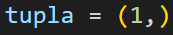 tupla = (1,)